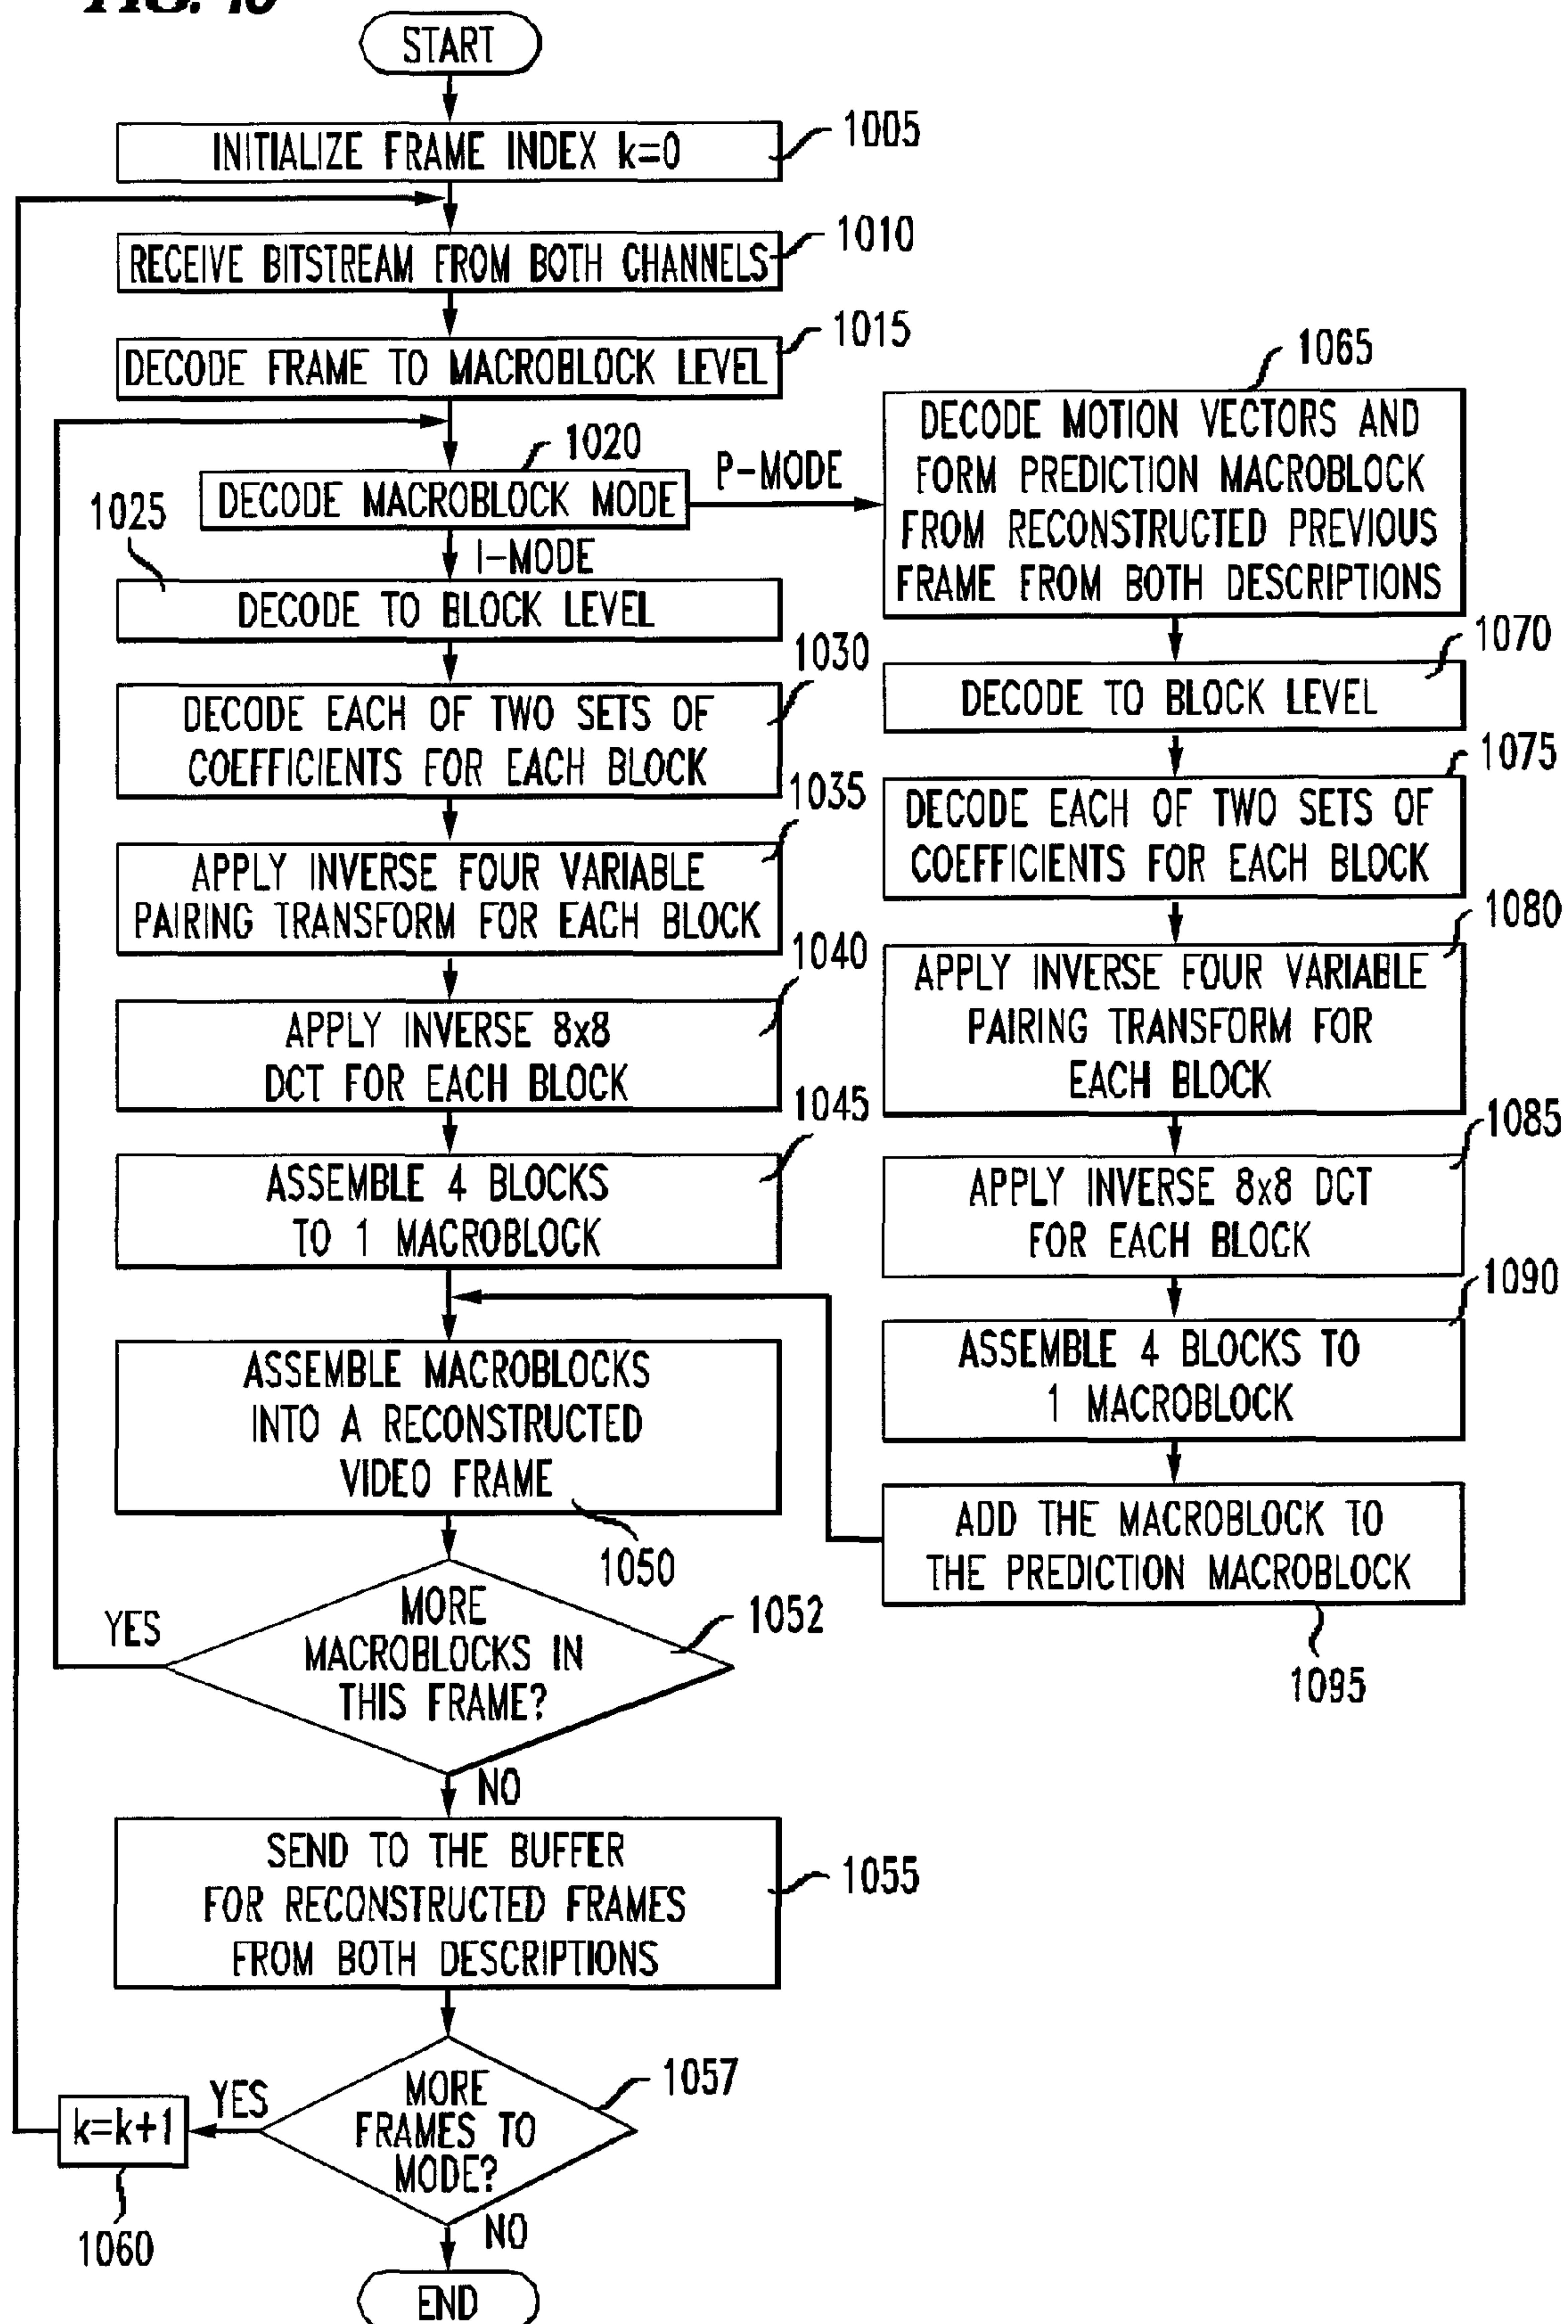 START
INITIALIZE FRAME INDEX k=0
1005
RECEIVE BITSTREAM FROM BOTH CHANNELS
1010
DECODE FRAME TO MACROBLOCK LEVEL
1015
1020
DECODE MACROBLOCK MODE
P-MODE
I-MODE
1025
DECODE TO BLOCK LEVEL
1030
DECODE EACH OF TWO SETS OF
COEFFICIENTS FOR EACH BLOCK
1035
APPLY INVERSE FOUR VARIABLE
PAIRING TRANSFORM FOR EACH BLOCK
1040
APPLY INVERSE 8x8
DCT FOR EACH BLOCK
1045
ASSEMBLE 4 BLOCKS
TO 1 MACROBLOCK
ASSEMBLE MACROBLOCKS
INTO A RECONSTRUCTED
VIDEO FRAME
1050
MORE
MACROBLOCKS IN
THIS FRAME?
1052
YES
NO
SEND TO THE BUFFER
FOR RECONSTRUCTED FRAMES
FROM BOTH DESCRIPTIONS
1055
MORE
FRAMES TO
MODE?
1057
YES
k=k+1
1060
NO
END
1065
DECODE MOTION VECTORS AND
FORM PREDICTION MACROBLOCK
FROM RECONSTRUCTED PREVIOUS
FRAME FROM BOTH DESCRIPTIONS
1070
DECODE TO BLOCK LEVEL
1075
DECODE EACH OF TWO SETS OF
COEFFICIENTS FOR EACH BLOCK
1080
APPLY INVERSE FOUR VARIABLE
PAIRING TRANSFORM FOR
EACH BLOCK
1085
APPLY INVERSE 8x8 DCT
FOR EACH BLOCK
1090
ASSEMBLE 4 BLOCKS TO
1 MACROBLOCK
ADD THE MACROBLOCK TO
THE PREDICTION MACROBLOCK
1095